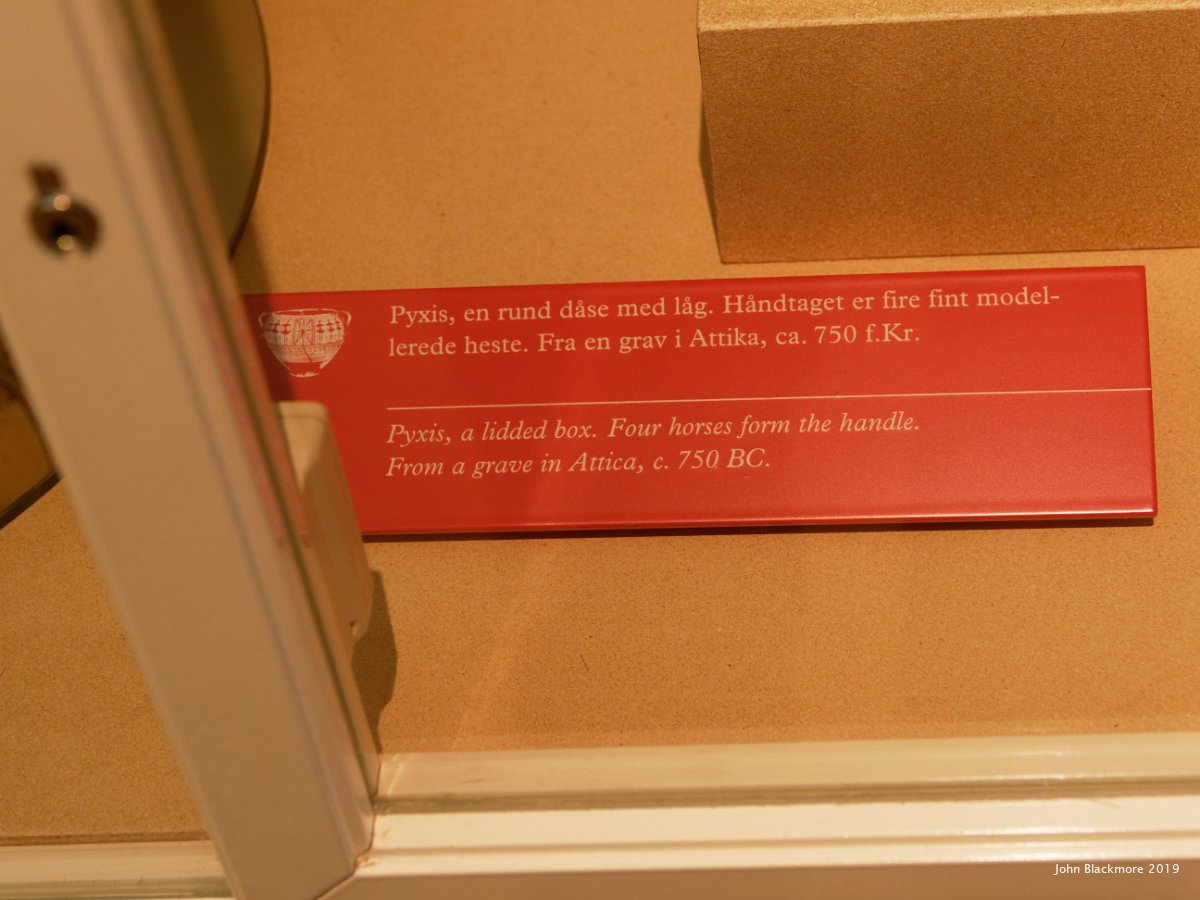 Pyxis, en rund dåse med låg. Håndtaget er fire fint model-
lerede heste. Fra en grav i Attika, ca. 750 f.Kr.
Pyxis, a lidded box. Four horses form the handle.
From a grave in Attica, c. 750 BC.
John Blackmore 2019